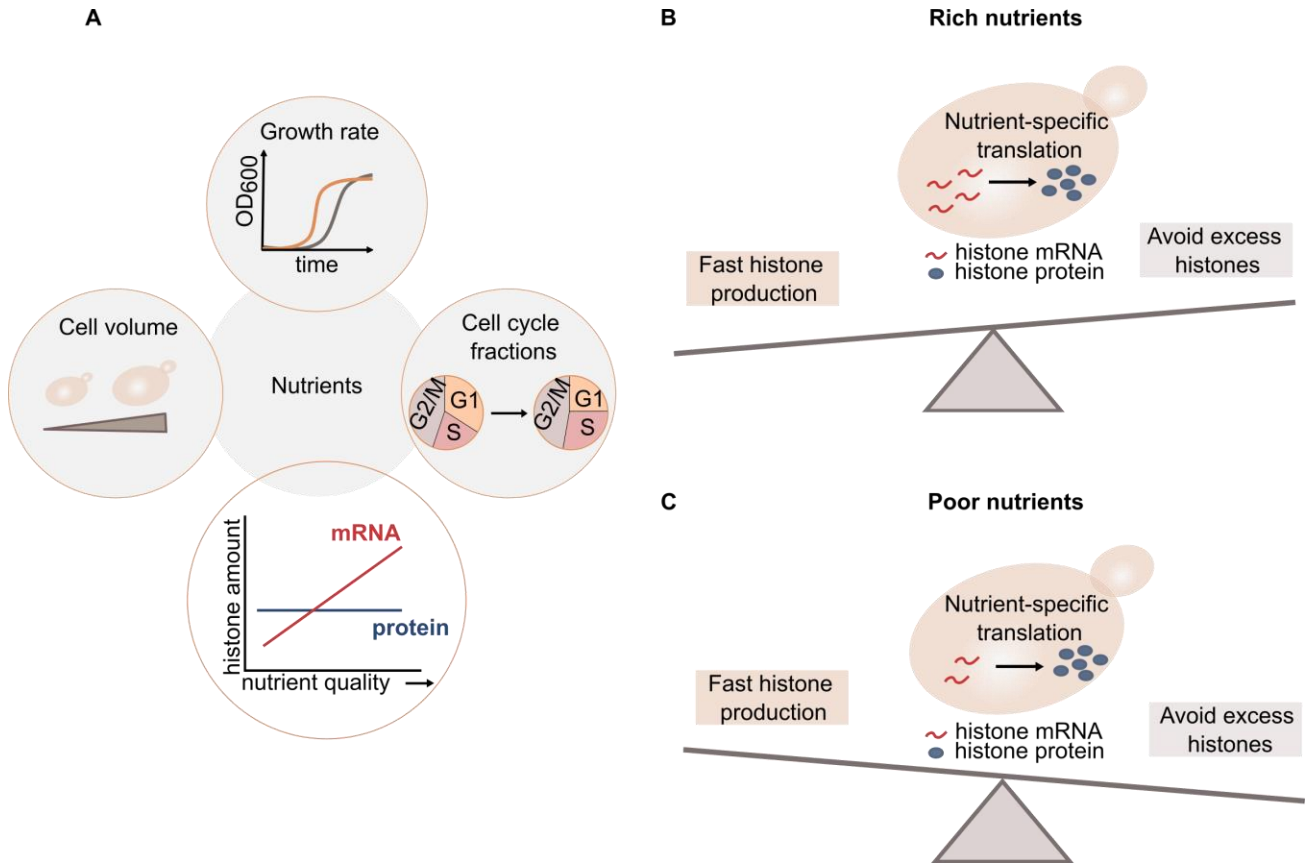 A
Growth rate
OD600
time
Cell volume
Nutrients
Cell cycle
fractions
G2/M
G1
S
G2/M
G1
S
histone amount
mRNA
protein
nutrient quality
B
Rich nutrients
Nutrient-specific
translation
histone mRNA
histone protein
Fast histone
production
Avoid excess
histones
C
Poor nutrients
Nutrient-specific
translation
histone mRNA
histone protein
Fast histone
production
Avoid excess
histones